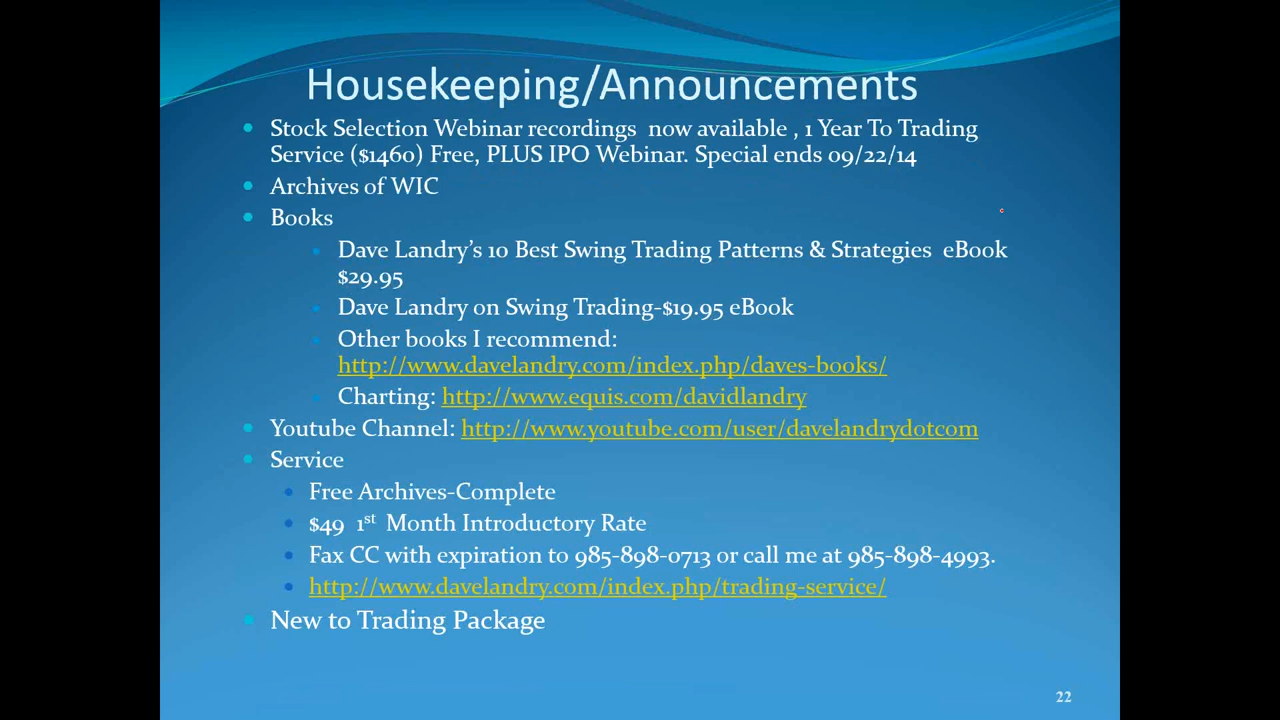 Housekeeping/Announcements
Stock Selection Webinar recordings now available , 1 Year To Trading
Service ($1460) Free, PLUS IPO Webinar. Special ends 09/22/14
Archives of WIC
Books
Dave Landry’s 10 Best Swing Trading Patterns & Strategies eBook
$29.95
Dave Landry on Swing Trading-$19.95 eBook
Other books I recommend:
http://www.davelandry.com/index.php/daves-books/
Charting: http://www.equis.com/davidlandry
Youtube Channel: http://www.youtube.com/user/davelandrydotcom
Service
Free Archives-Complete
$49 1st Month Introductory Rate
Fax CC with expiration to 985-898-0713 or call me at 985-898-4993.
http://www.davelandry.com/index.php/trading-service/
New to Trading Package
22